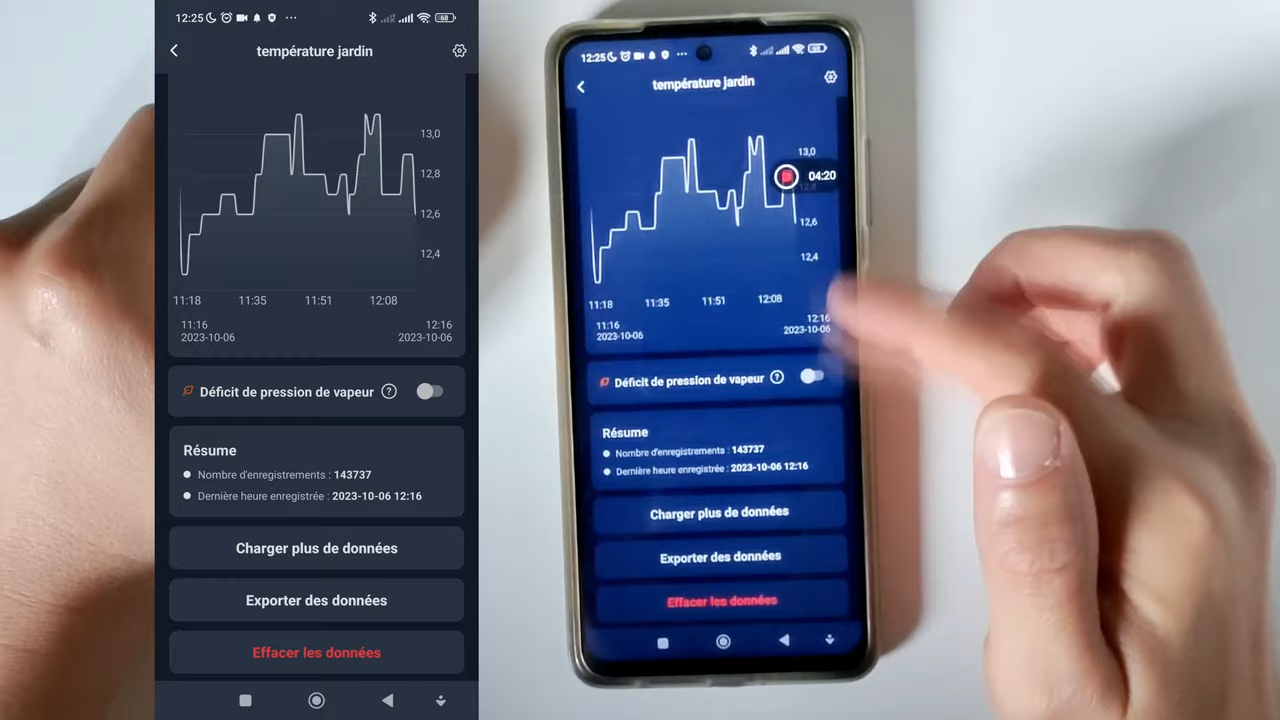 12:25
68
température jardin
13,0
12,8
12,6
12,4
11:18 11:35 11:51 12:08
11:16 12:16
2023-10-06 2023-10-06
Déficit de pression de vapeur ?
Résume
Nombre d'enregistrements : 143737
Dernière heure enregistrée : 2023-10-06 12:16
Charger plus de données
Exporter des données
Effacer les données
12:25
68
température jardin
13,0
04:20
12,8
12,6
12,4
11:18 11:35 11:51 12:08
11:16 12:16
2023-10-06 2023-10-06
Déficit de pression de vapeur ?
Résume
Nombre d'enregistrements : 143737
Dernière heure enregistrée : 2023-10-06 12:16
Charger plus de données
Exporter des données
Effacer les données